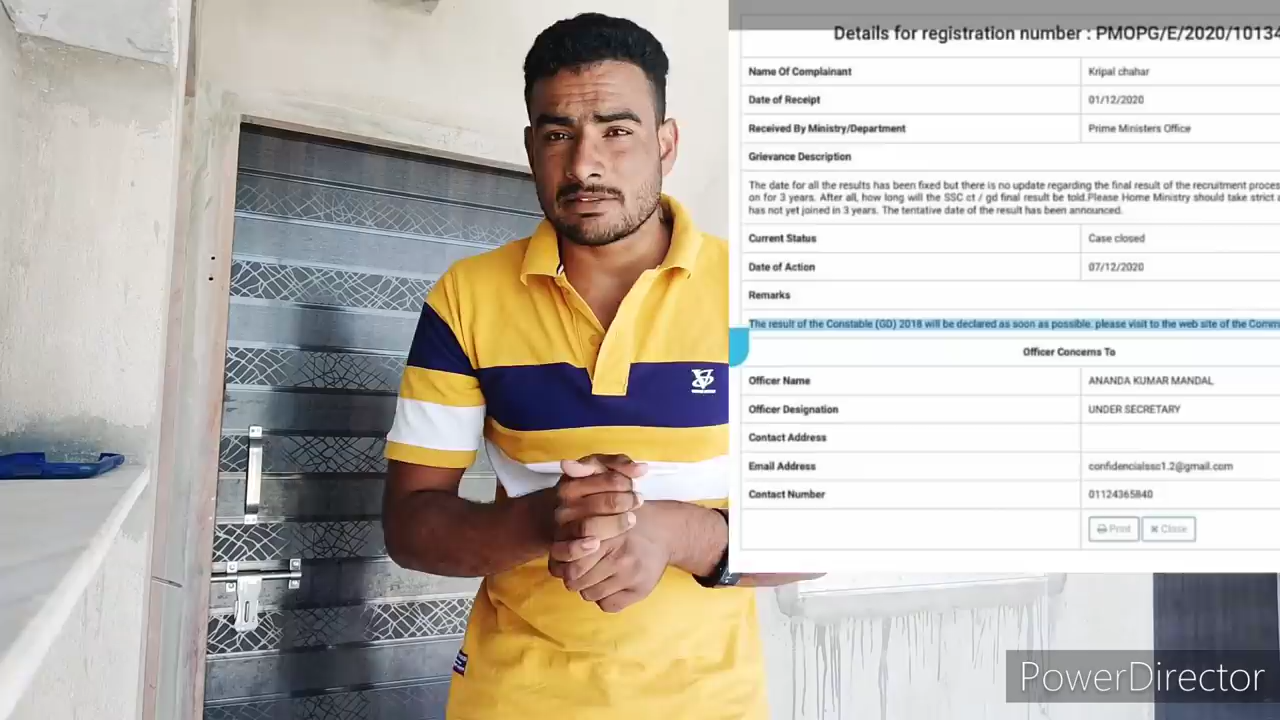 Details for registration number : PMOPG/E/2020/10134
Name Of Complainant Kripal chahar
Date of Receipt 01/12/2020
Received By Ministry/Department Prime Ministers Office
Grievance Description
The date for all the results has been fixed but there is no update regarding the final result of the recruitment proces
on for 3 years. After all, how long will the SSC ct / gd final result be told.Please Home Ministry should take strict a
has not yet joined in 3 years. The tentative date of the result has been announced.
Current Status Case closed
Date of Action 07/12/2020
Remarks
The result of the Constable (GD) 2018 will be declared as soon as possible. please visit to the web site of the Comm
Officer Concerns To
Officer Name ANANDA KUMAR MANDAL
Officer Designation UNDER SECRETARY
Contact Address
Email Address confidencialssc1.2@gmail.com
Contact Number 01124365840
Print Close
PowerDirector